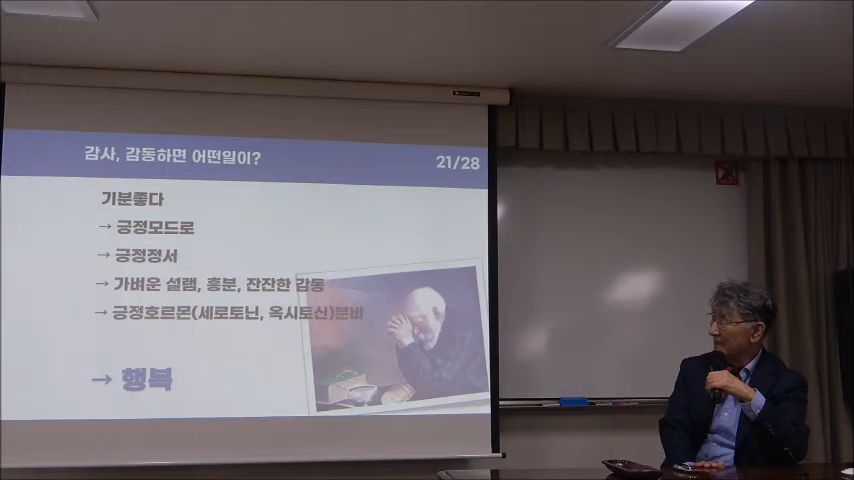 감사, 감동하면 어떤일이?
21/28
기분좋다
→ 긍정모드로
→ 긍정정서
→ 가벼운 설램, 흥분, 잔잔한 감동
→ 긍정호르몬(세로토닌, 옥시토신)분비
→ 행복